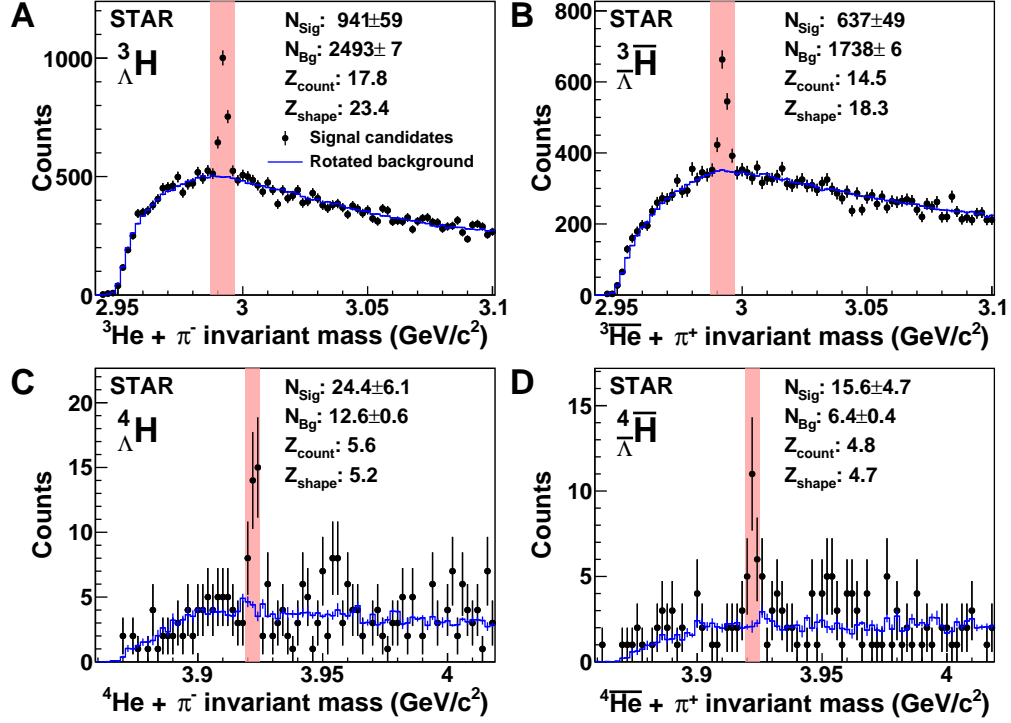 A
STAR
³ΛH
N_Sig: 941±59
N_Bg: 2493± 7
Z_count: 17.8
Z_shape: 23.4
Signal candidates
Rotated background
Counts
1000
500
0
2.95
3
3.05
3.1
³He + π⁻ invariant mass (GeV/c²)
B
STAR
³Λ̅H̅
N_Sig: 637±49
N_Bg: 1738± 6
Z_count: 14.5
Z_shape: 18.3
Counts
800
600
400
200
0
2.95
3
3.05
3.1
³H̅e̅ + π⁺ invariant mass (GeV/c²)
C
STAR
⁴ΛH
N_Sig: 24.4±6.1
N_Bg: 12.6±0.6
Z_count: 5.6
Z_shape: 5.2
Counts
20
15
10
5
0
3.9
3.95
4
⁴He + π⁻ invariant mass (GeV/c²)
D
STAR
⁴Λ̅H̅
N_Sig: 15.6±4.7
N_Bg: 6.4±0.4
Z_count: 4.8
Z_shape: 4.7
Counts
15
10
5
0
3.9
3.95
4
⁴H̅e̅ + π⁺ invariant mass (GeV/c²)